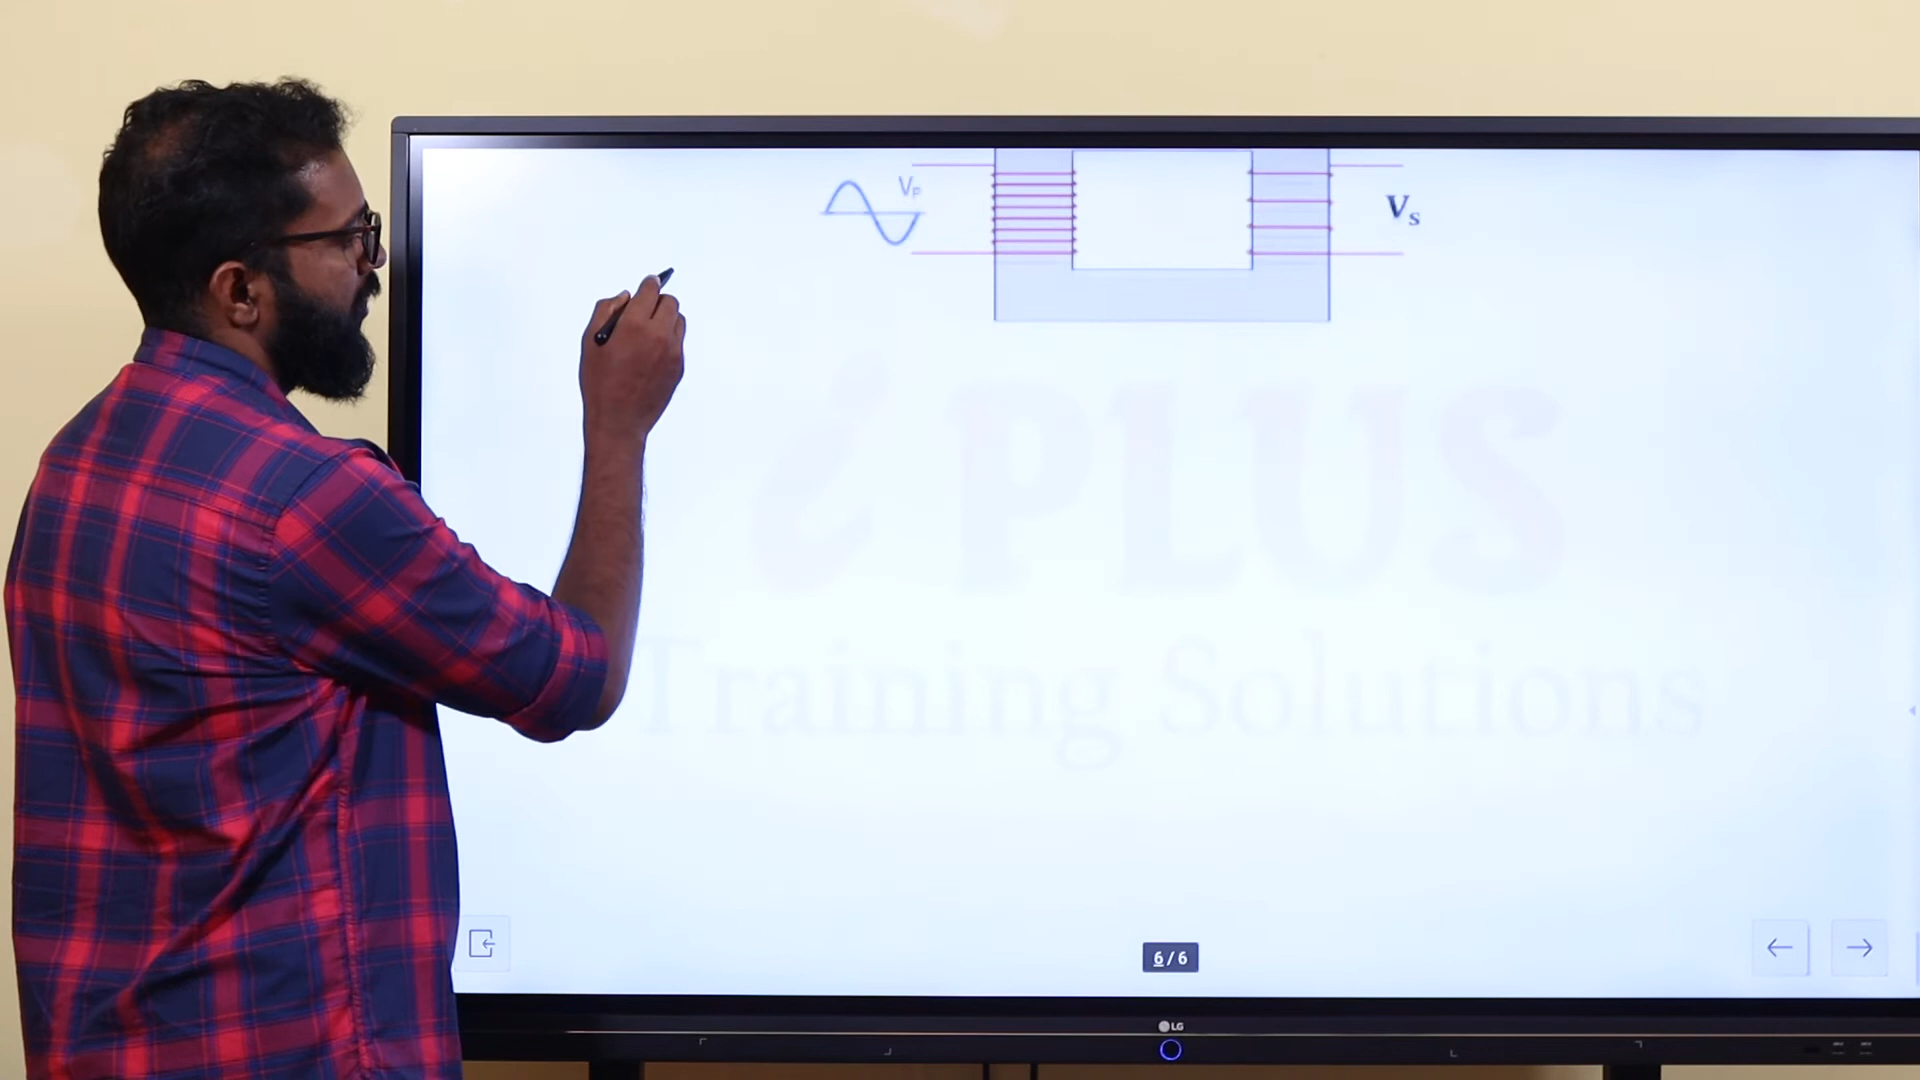 Vₚ
Vₛ
i PLUS
Training Solutions
6 / 6
LG